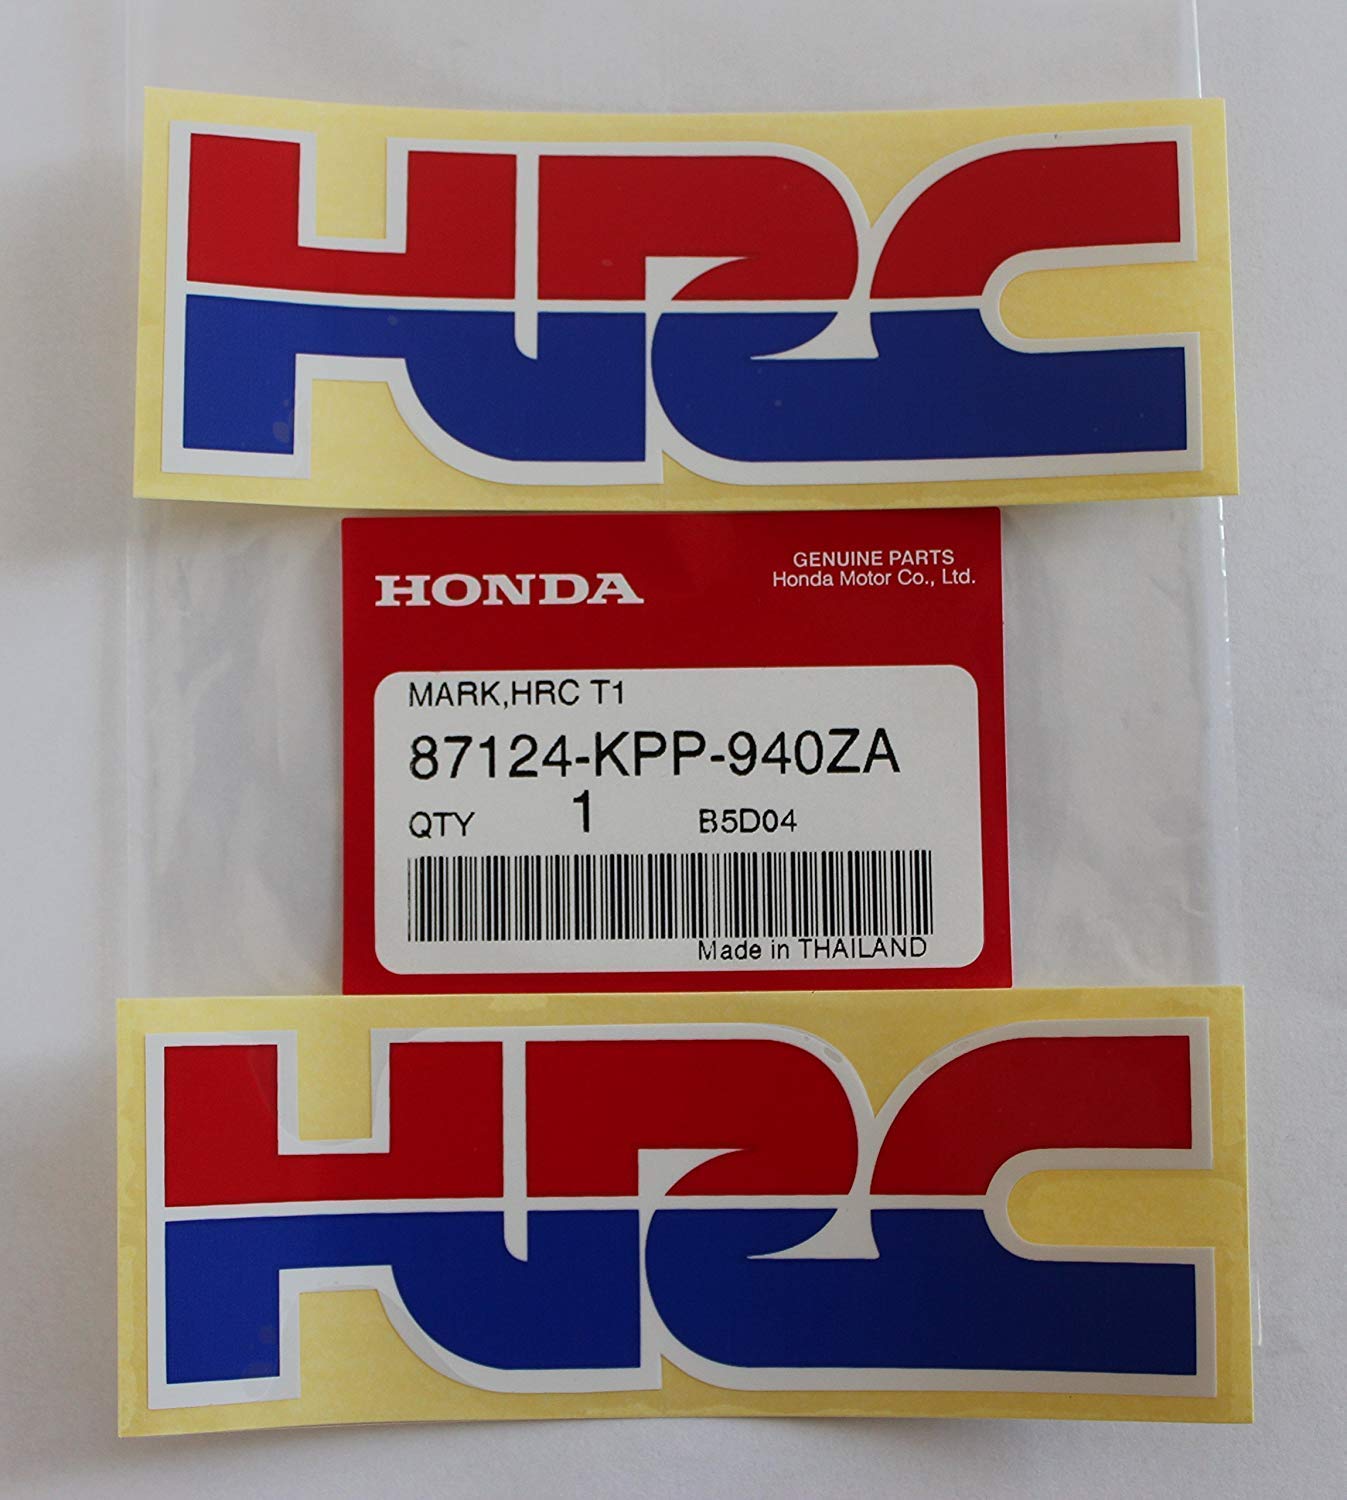 HRC
HONDA
GENUINE PARTS
Honda Motor Co., Ltd.
MARK,HRC T1
87124-KPP-940ZA
QTY 1 B5D04
Made in THAILAND
HRC